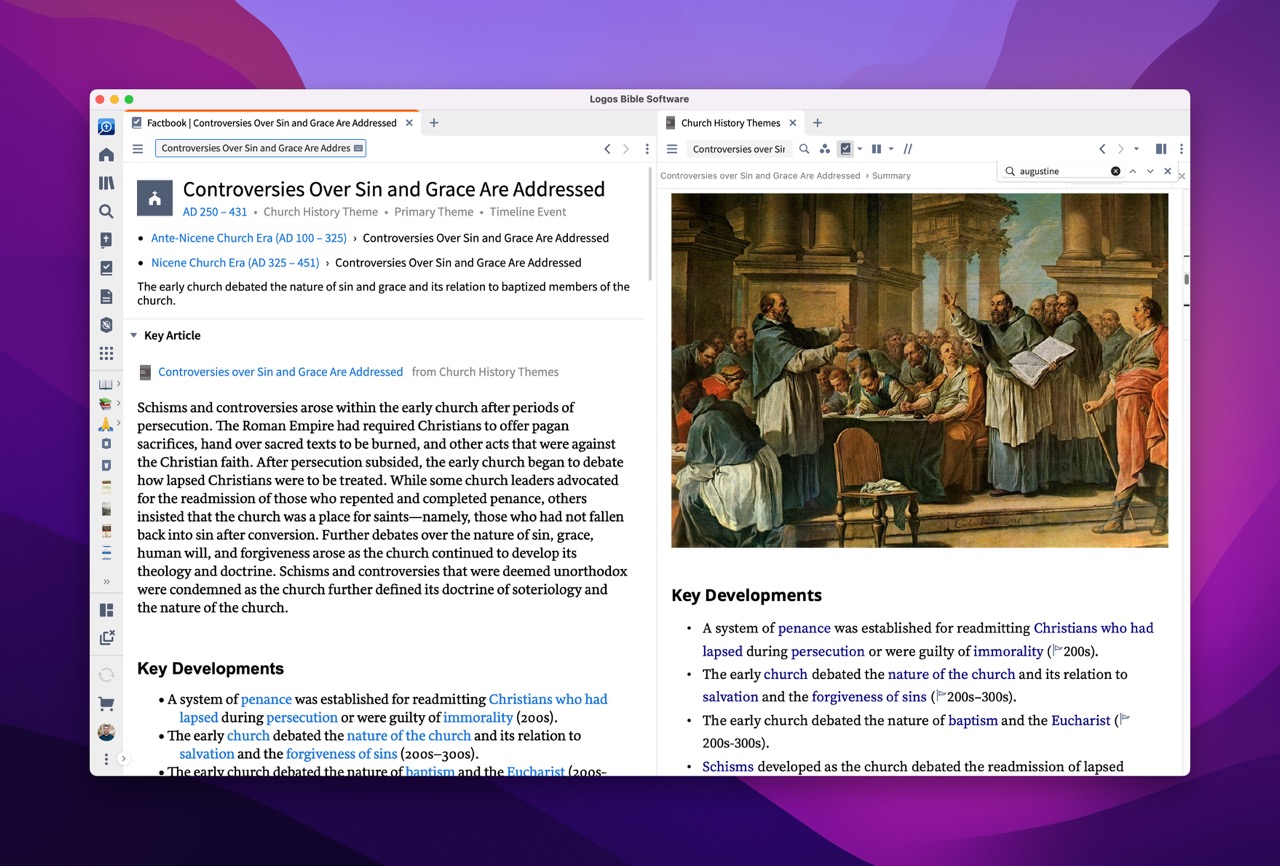 Logos Bible Software
Factbook | Controversies Over Sin and Grace Are Addressed
Controversies Over Sin and Grace Are Addres
Controversies Over Sin and Grace Are Addressed
AD 250 – 431 • Church History Theme • Primary Theme • Timeline Event
• Ante-Nicene Church Era (AD 100 – 325) › Controversies Over Sin and Grace Are Addressed
• Nicene Church Era (AD 325 – 451) › Controversies Over Sin and Grace Are Addressed
The early church debated the nature of sin and grace and its relation to baptized members of the
church.
Key Article
Controversies over Sin and Grace Are Addressed from Church History Themes
Schisms and controversies arose within the early church after periods of
persecution. The Roman Empire had required Christians to offer pagan
sacrifices, hand over sacred texts to be burned, and other acts that were against
the Christian faith. After persecution subsided, the early church began to debate
how lapsed Christians were to be treated. While some church leaders advocated
for the readmission of those who repented and completed penance, others
insisted that the church was a place for saints—namely, those who had not fallen
back into sin after conversion. Further debates over the nature of sin, grace,
human will, and forgiveness arose as the church continued to develop its
theology and doctrine. Schisms and controversies that were deemed unorthodox
were condemned as the church further defined its doctrine of soteriology and
the nature of the church.
Key Developments
• A system of penance was established for readmitting Christians who had
lapsed during persecution or were guilty of immorality (200s).
• The early church debated the nature of the church and its relation to
salvation and the forgiveness of sins (200s–300s).
• The early church debated the nature of baptism and the Eucharist (200s–
Church History Themes
Controversies over Sin
Controversies over Sin and Grace Are Addressed › Summary
augustine
Key Developments
• A system of penance was established for readmitting Christians who had
lapsed during persecution or were guilty of immorality (200s).
• The early church debated the nature of the church and its relation to
salvation and the forgiveness of sins (200s–300s).
• The early church debated the nature of baptism and the Eucharist (
200s-300s).
• Schisms developed as the church debated the readmission of lapsed